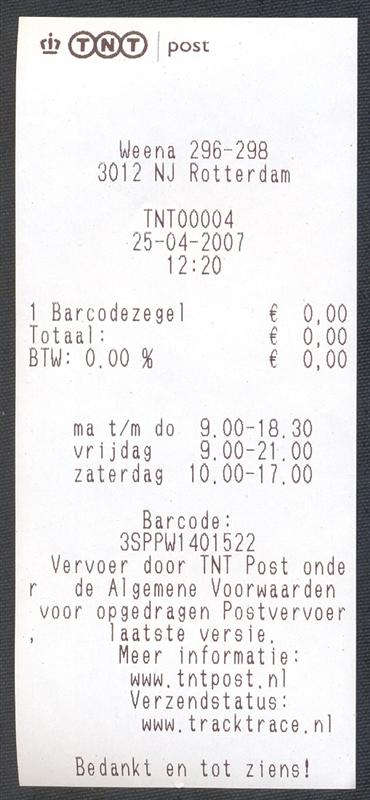 TNT post
Weena 296-298
3012 NJ Rotterdam
TNT00004
25-04-2007
12:20
1 Barcodezegel € 0,00
Totaal: € 0,00
BTW: 0.00 % € 0,00
ma t/m do 9.00-18.30
vrijdag 9.00-21.00
zaterdag 10.00-17.00
Barcode:
3SPPW1401522
Vervoer door TNT Post onde
r de Algemene Voorwaarden
voor opgedragen Postvervoer
, laatste versie.
Meer informatie:
www.tntpost.nl
Verzendstatus:
www.tracktrace.nl
Bedankt en tot ziens!